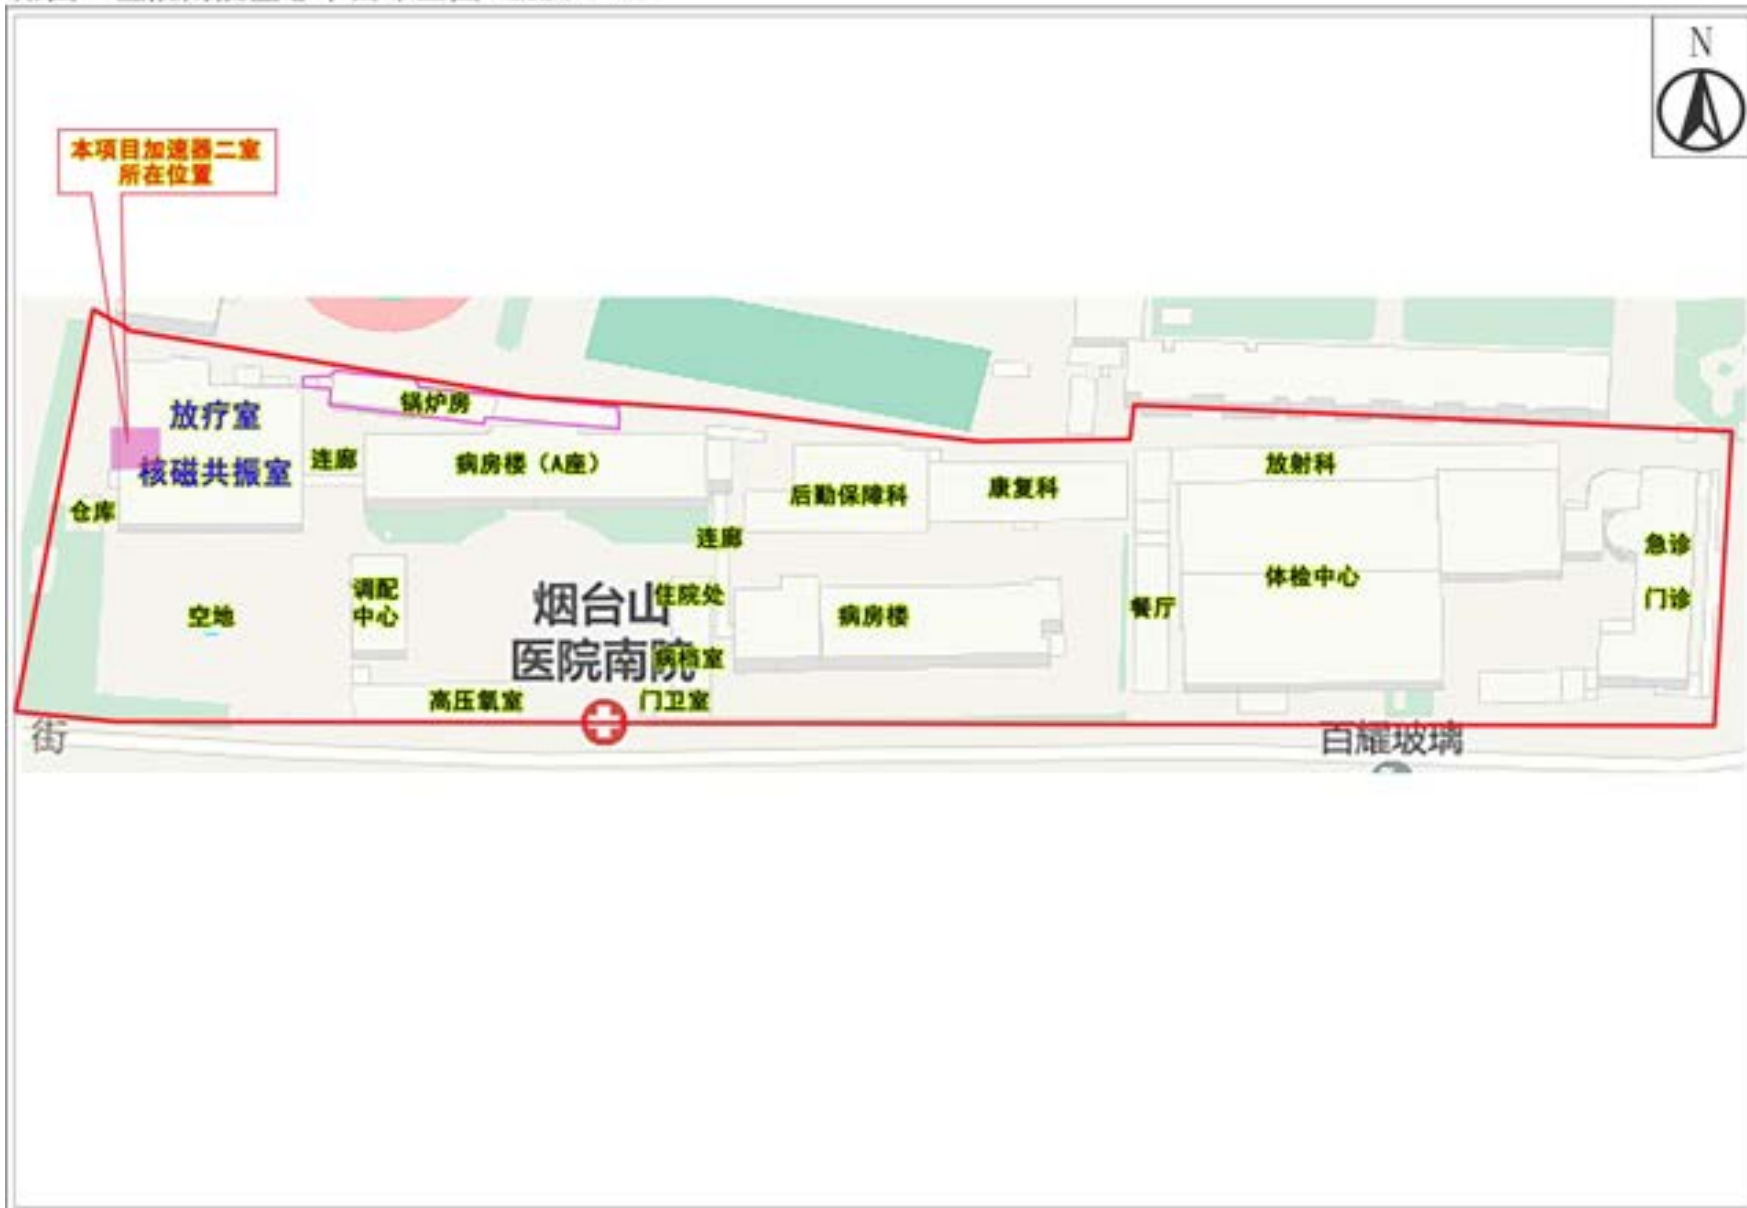 N
本项目加速器二室
所在位置
锅炉房
放疗室
核磁共振室
连廊
病房楼（A座）
仓库
后勤保障科
康复科
放射科
连廊
急诊
门诊
体检中心
调配
中心
空地
烟台山
医院南院
住院处
病房楼
餐厅
病档室
高压氧室
门卫室
街
百耀玻璃